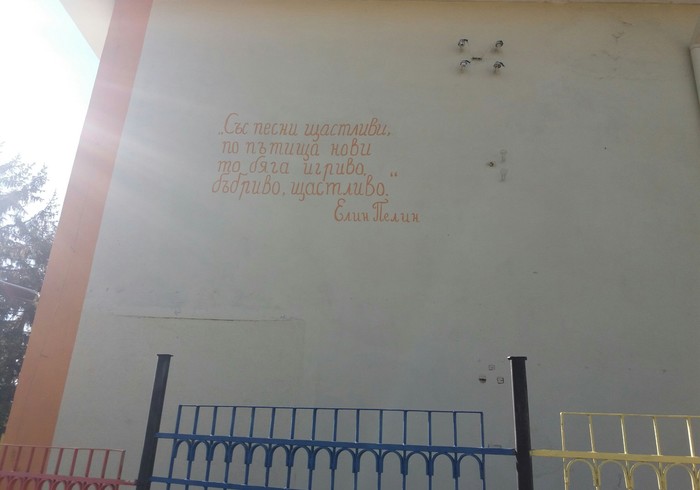 „Със песни щастливи,
по пътища нови
то бяга игриво,
бъбриво, щастливо.“
Елин Пелин